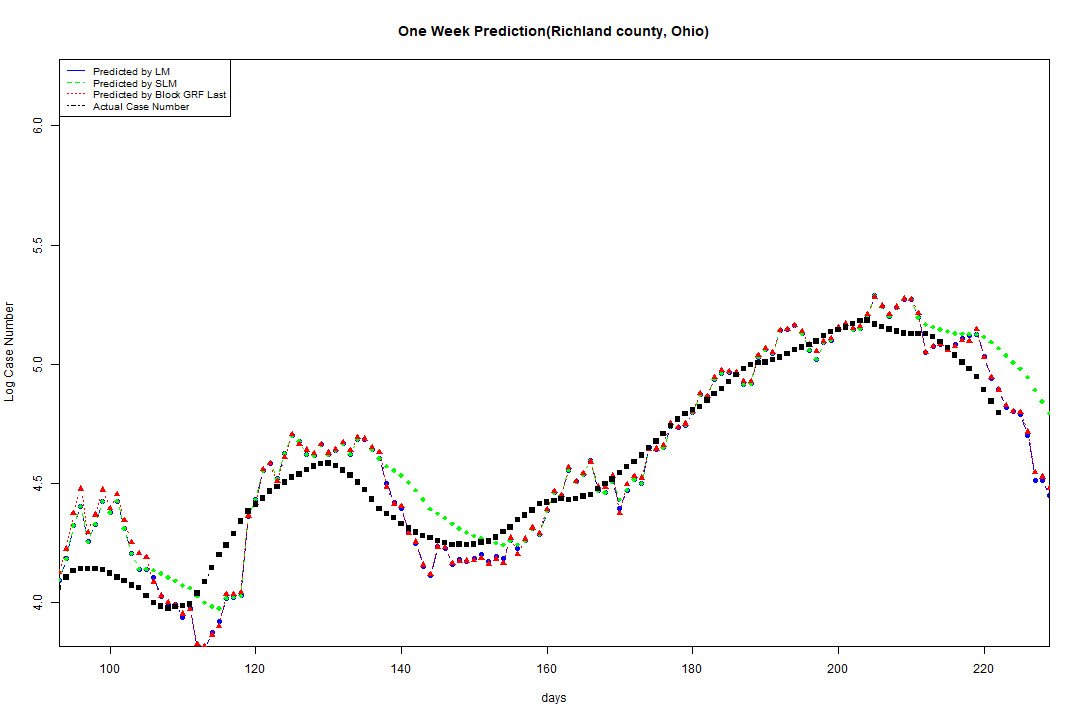 One Week Prediction(Richland county, Ohio)
Predicted by LM
Predicted by SLM
Predicted by Block GRF Last
Actual Case Number
6.0
5.5
5.0
4.5
4.0
Log Case Number
100 120 140 160 180 200 220
days